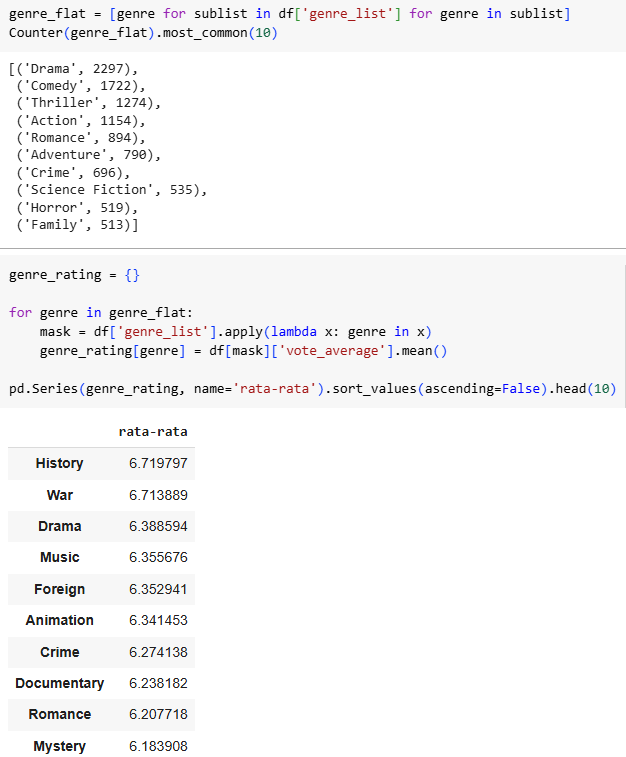 genre_flat = [genre for sublist in df['genre_list'] for genre in sublist]
Counter(genre_flat).most_common(10)
[('Drama', 2297),
 ('Comedy', 1722),
 ('Thriller', 1274),
 ('Action', 1154),
 ('Romance', 894),
 ('Adventure', 790),
 ('Crime', 696),
 ('Science Fiction', 535),
 ('Horror', 519),
 ('Family', 513)]
genre_rating = {}
for genre in genre_flat:
    mask = df['genre_list'].apply(lambda x: genre in x)
    genre_rating[genre] = df[mask]['vote_average'].mean()
pd.Series(genre_rating, name='rata-rata').sort_values(ascending=False).head(10)
rata-rata
History 6.719797
War 6.713889
Drama 6.388594
Music 6.355676
Foreign 6.352941
Animation 6.341453
Crime 6.274138
Documentary 6.238182
Romance 6.207718
Mystery 6.183908